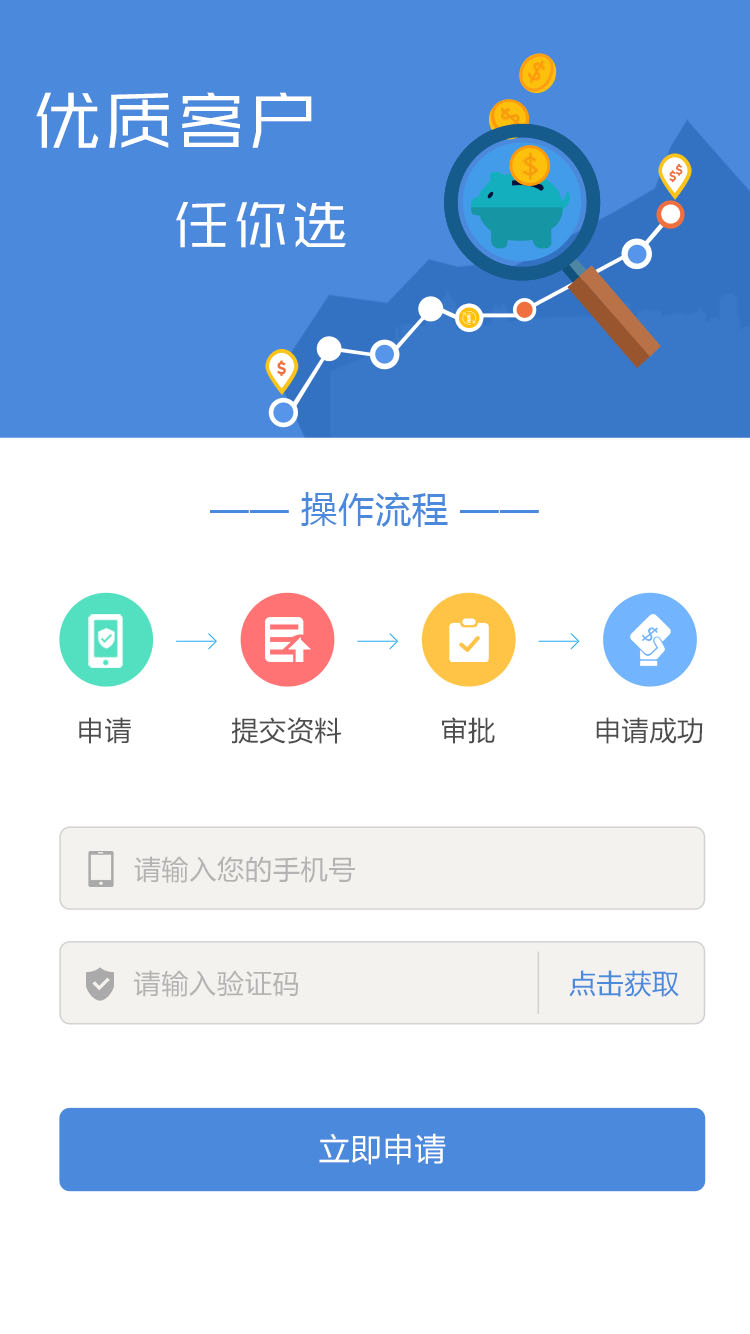 优质客户
任你选
—— 操作流程 ——
申请
提交资料
审批
申请成功
请输入您的手机号
请输入验证码
点击获取
立即申请